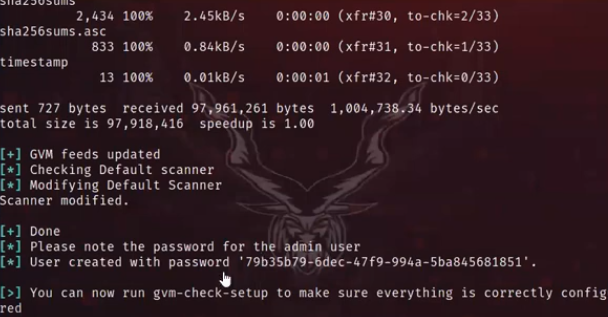 sha256sums
2,434 100% 2.45kB/s 0:00:00 (xfr#30, to-chk=2/33)
sha256sums.asc
833 100% 0.84kB/s 0:00:00 (xfr#31, to-chk=1/33)
timestamp
13 100% 0.01kB/s 0:00:01 (xfr#32, to-chk=0/33)
sent 727 bytes received 97,961,261 bytes 1,004,738.34 bytes/sec
total size is 97,918,416 speedup is 1.00
[+] GVM feeds updated
[*] Checking Default scanner
[*] Modifying Default Scanner
Scanner modified.
[+] Done
[*] Please note the password for the admin user
[*] User created with password '79b35b79-6dec-47f9-994a-5ba845681851'.
[>] You can now run gvm-check-setup to make sure everything is correctly config
red